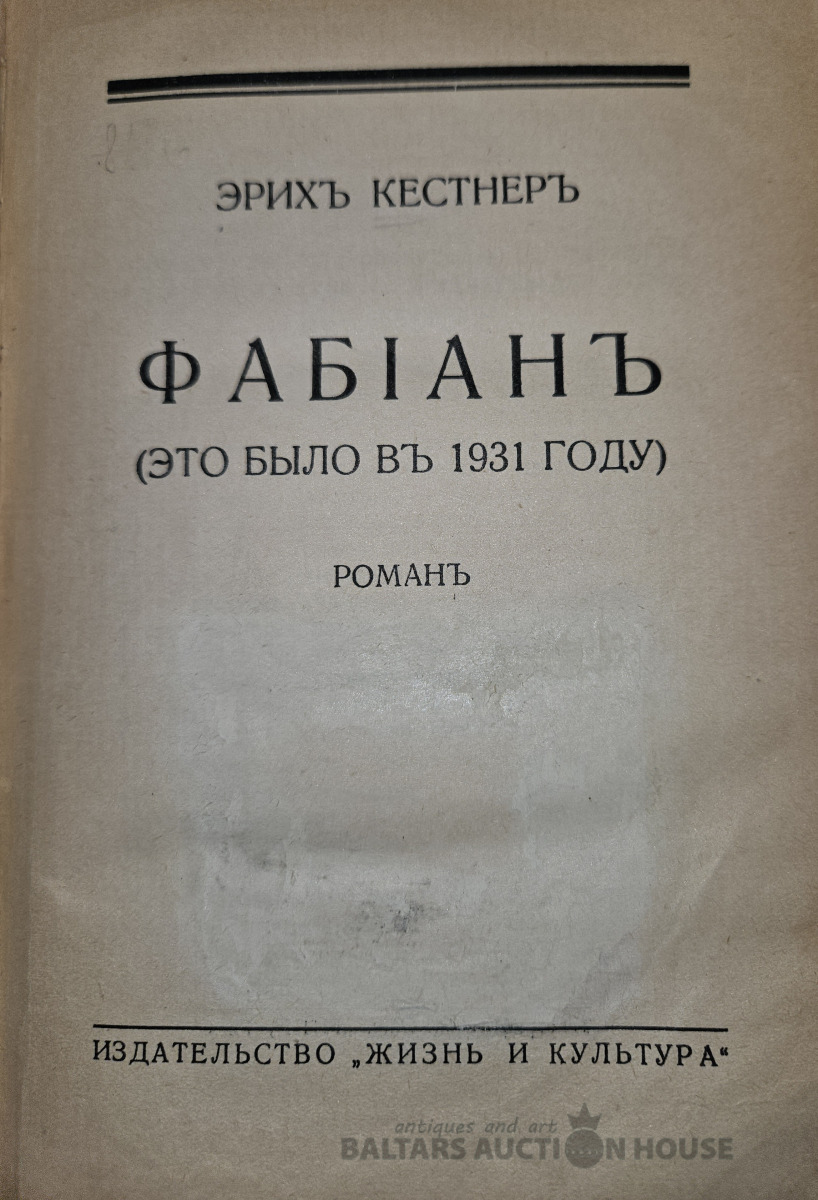 ЭРИХЪ КЕСТНЕРЪ
ФАБІАНЪ
(ЭТО БЫЛО ВЪ 1931 ГОДУ)
РОМАНЪ
ИЗДАТЕЛЬСТВО „ЖИЗНЬ И КУЛЬТУРА“
antiques and art
BALTARS AUCTION HOUSE